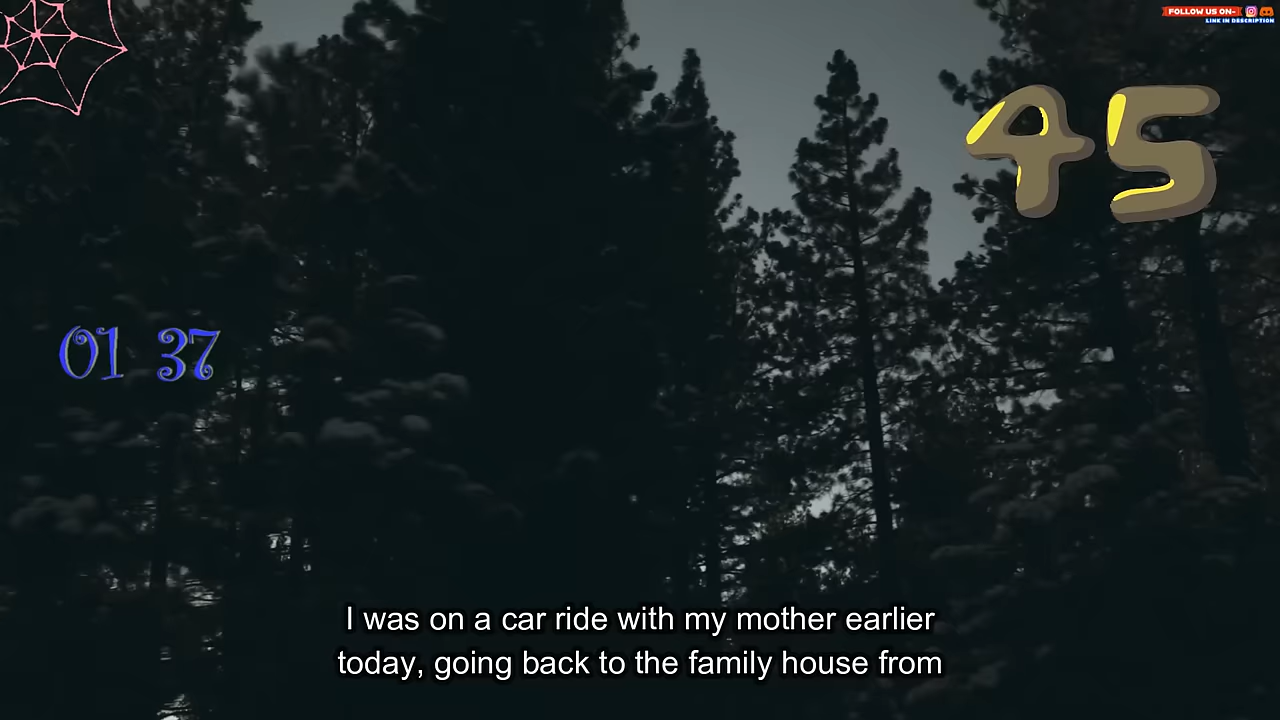 FOLLOW US ON-
LINK IN DESCRIPTION
45
01 37
I was on a car ride with my mother earlier
today, going back to the family house from